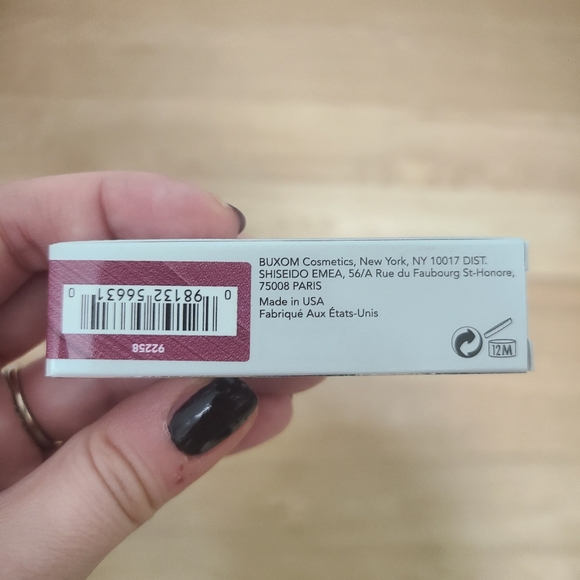 BUXOM Cosmetics, New York, NY 10017 DIST.
SHISEIDO EMEA, 56/A Rue du Faubourg St-Honore,
75008 PARIS
Made in USA
Fabriqué Aux États-Unis
12M
0 98132 56631 0
92258